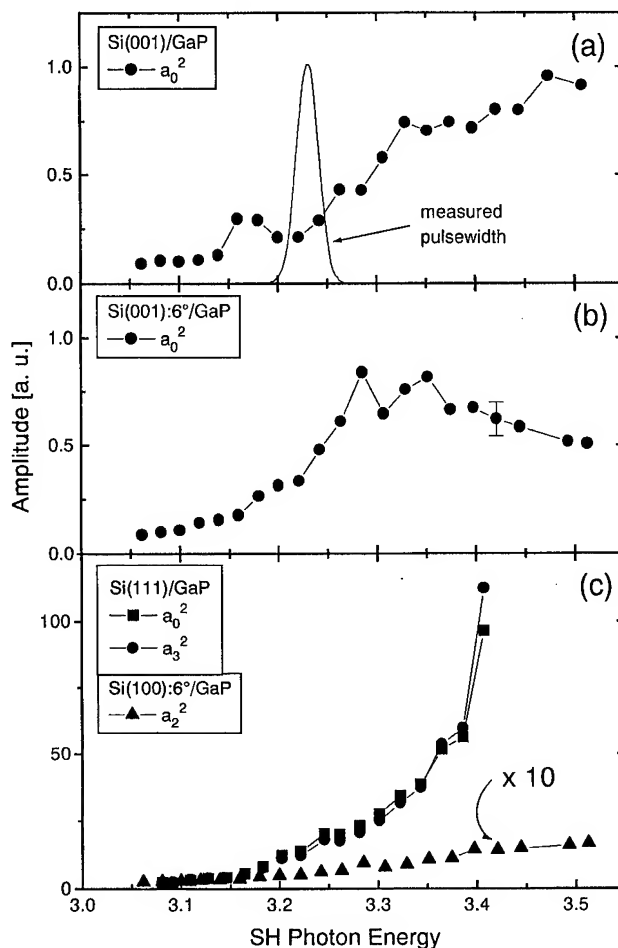 Si(001)/GaP
a₀²
(a)
1.0
0.5
0.0
measured
pulsewidth
Si(001):6°/GaP
a₀²
(b)
1.0
0.5
0.0
Amplitude [a. u.]
Si(111)/GaP
a₀²
a₃²
Si(100):6°/GaP
a₂²
(c)
100
50
0
x 10
3.0 3.1 3.2 3.3 3.4 3.5
SH Photon Energy